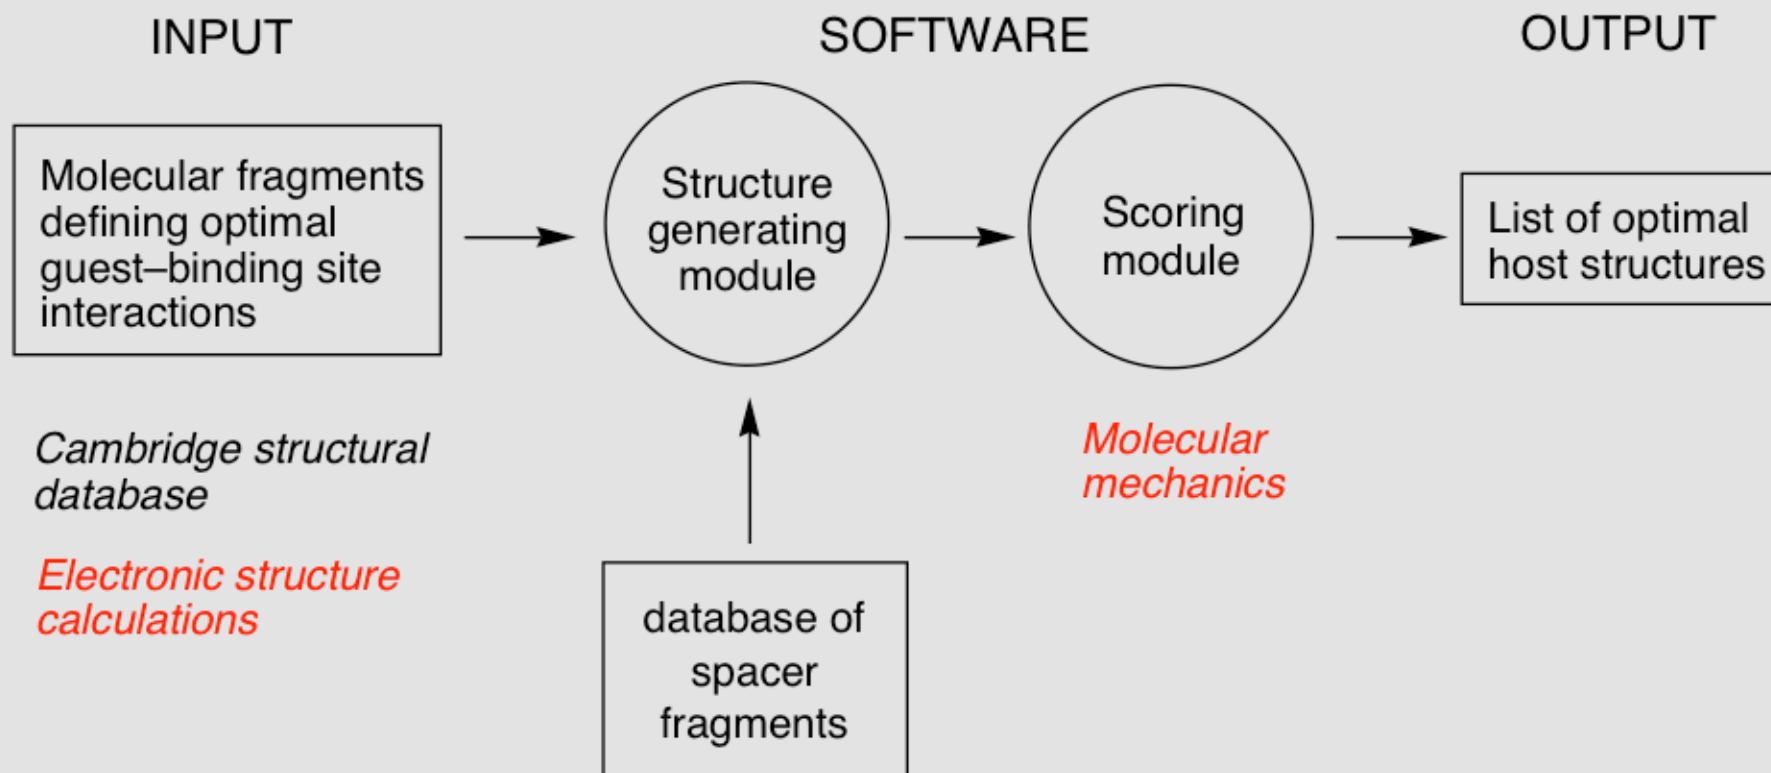 INPUT
SOFTWARE
OUTPUT
Molecular fragments
defining optimal
guest–binding site
interactions
Structure
generating
module
Scoring
module
List of optimal
host structures
Cambridge structural
database
Electronic structure
calculations
Molecular
mechanics
database of
spacer
fragments